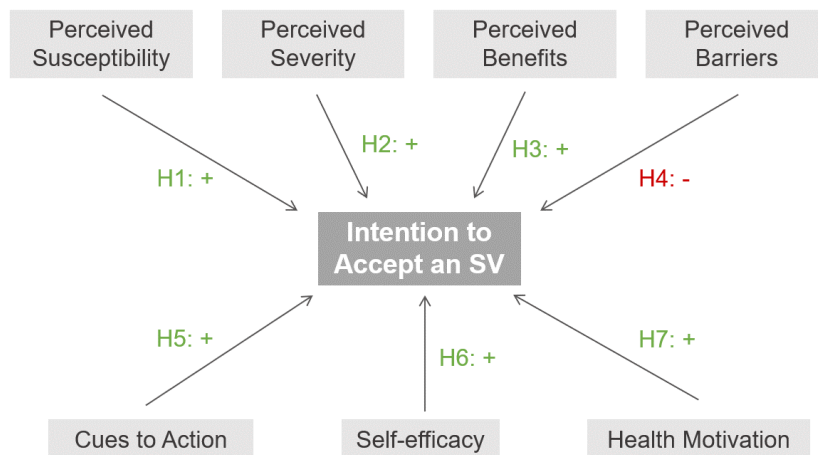 Perceived
Susceptibility
Perceived
Severity
Perceived
Benefits
Perceived
Barriers
H1: +
H2: +
H3: +
H4: -
Intention to
Accept an SV
H5: +
H6: +
H7: +
Cues to Action
Self-efficacy
Health Motivation